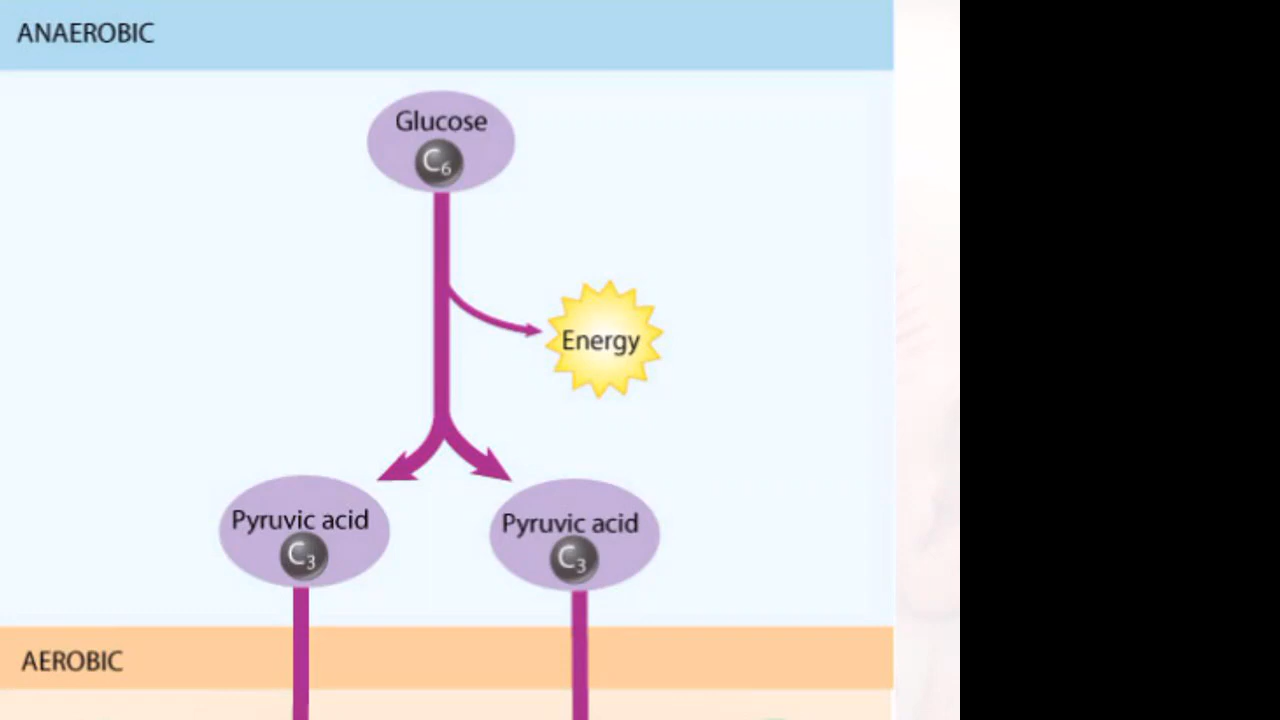 ANAEROBIC
Glucose
C₆
Energy
Pyruvic acid
C₃
Pyruvic acid
C₃
AEROBIC